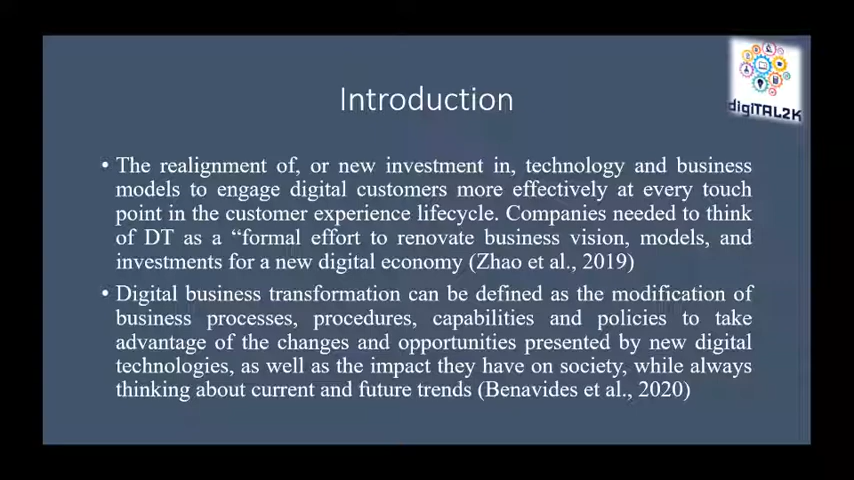 Introduction
digITAL2K
• The realignment of, or new investment in, technology and business
models to engage digital customers more effectively at every touch
point in the customer experience lifecycle. Companies needed to think
of DT as a “formal effort to renovate business vision, models, and
investments for a new digital economy (Zhao et al., 2019)
• Digital business transformation can be defined as the modification of
business processes, procedures, capabilities and policies to take
advantage of the changes and opportunities presented by new digital
technologies, as well as the impact they have on society, while always
thinking about current and future trends (Benavides et al., 2020)